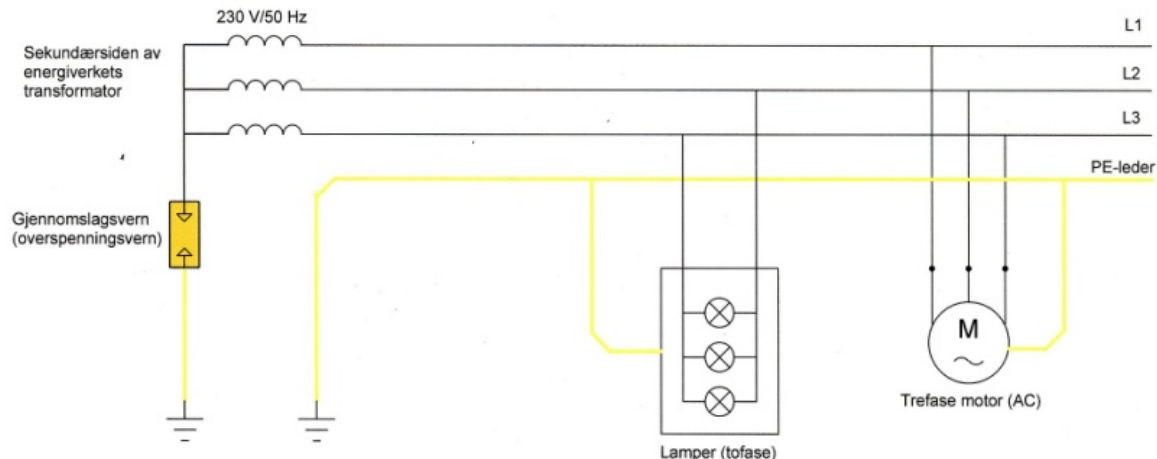 230 V/50 Hz
L1
Sekundærsiden av
energiverkets
transformator
L2
L3
PE-leder
Gjennomslagsvern
(overspenningsvern)
M
Trefase motor (AC)
Lamper (tofase)